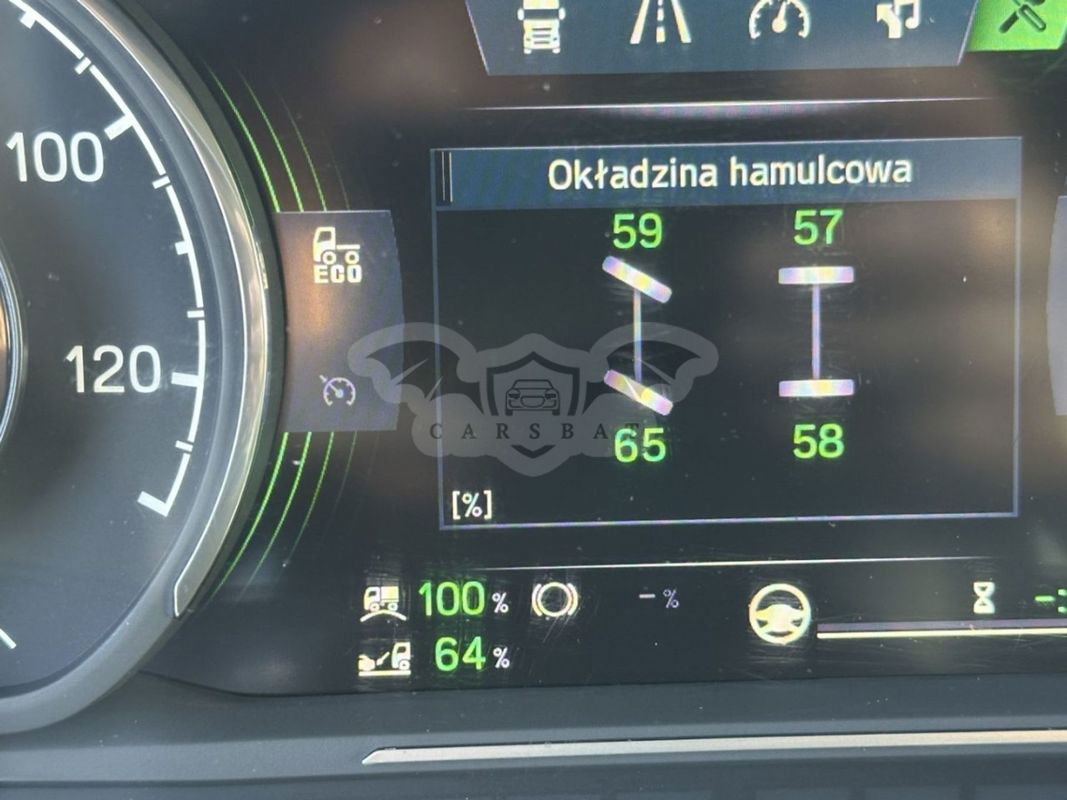 100
120
ECO
Okładzina hamulcowa
59 57
CARSBAT
65 58
[%]
100 % - %
64 %